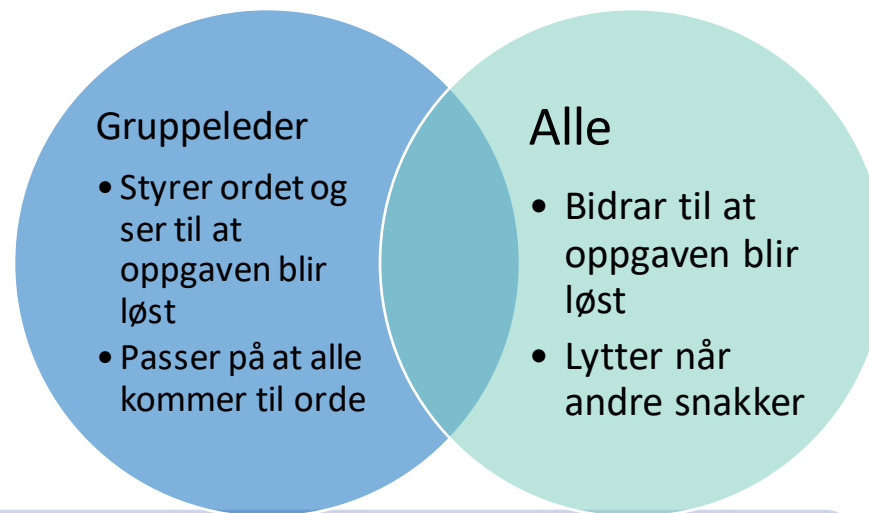 Gruppeleder
• Styrer ordet og
ser til at
oppgaven blir
løst
• Passer på at alle
kommer til orde
Alle
• Bidrar til at
oppgaven blir
løst
• Lytter når
andre snakker